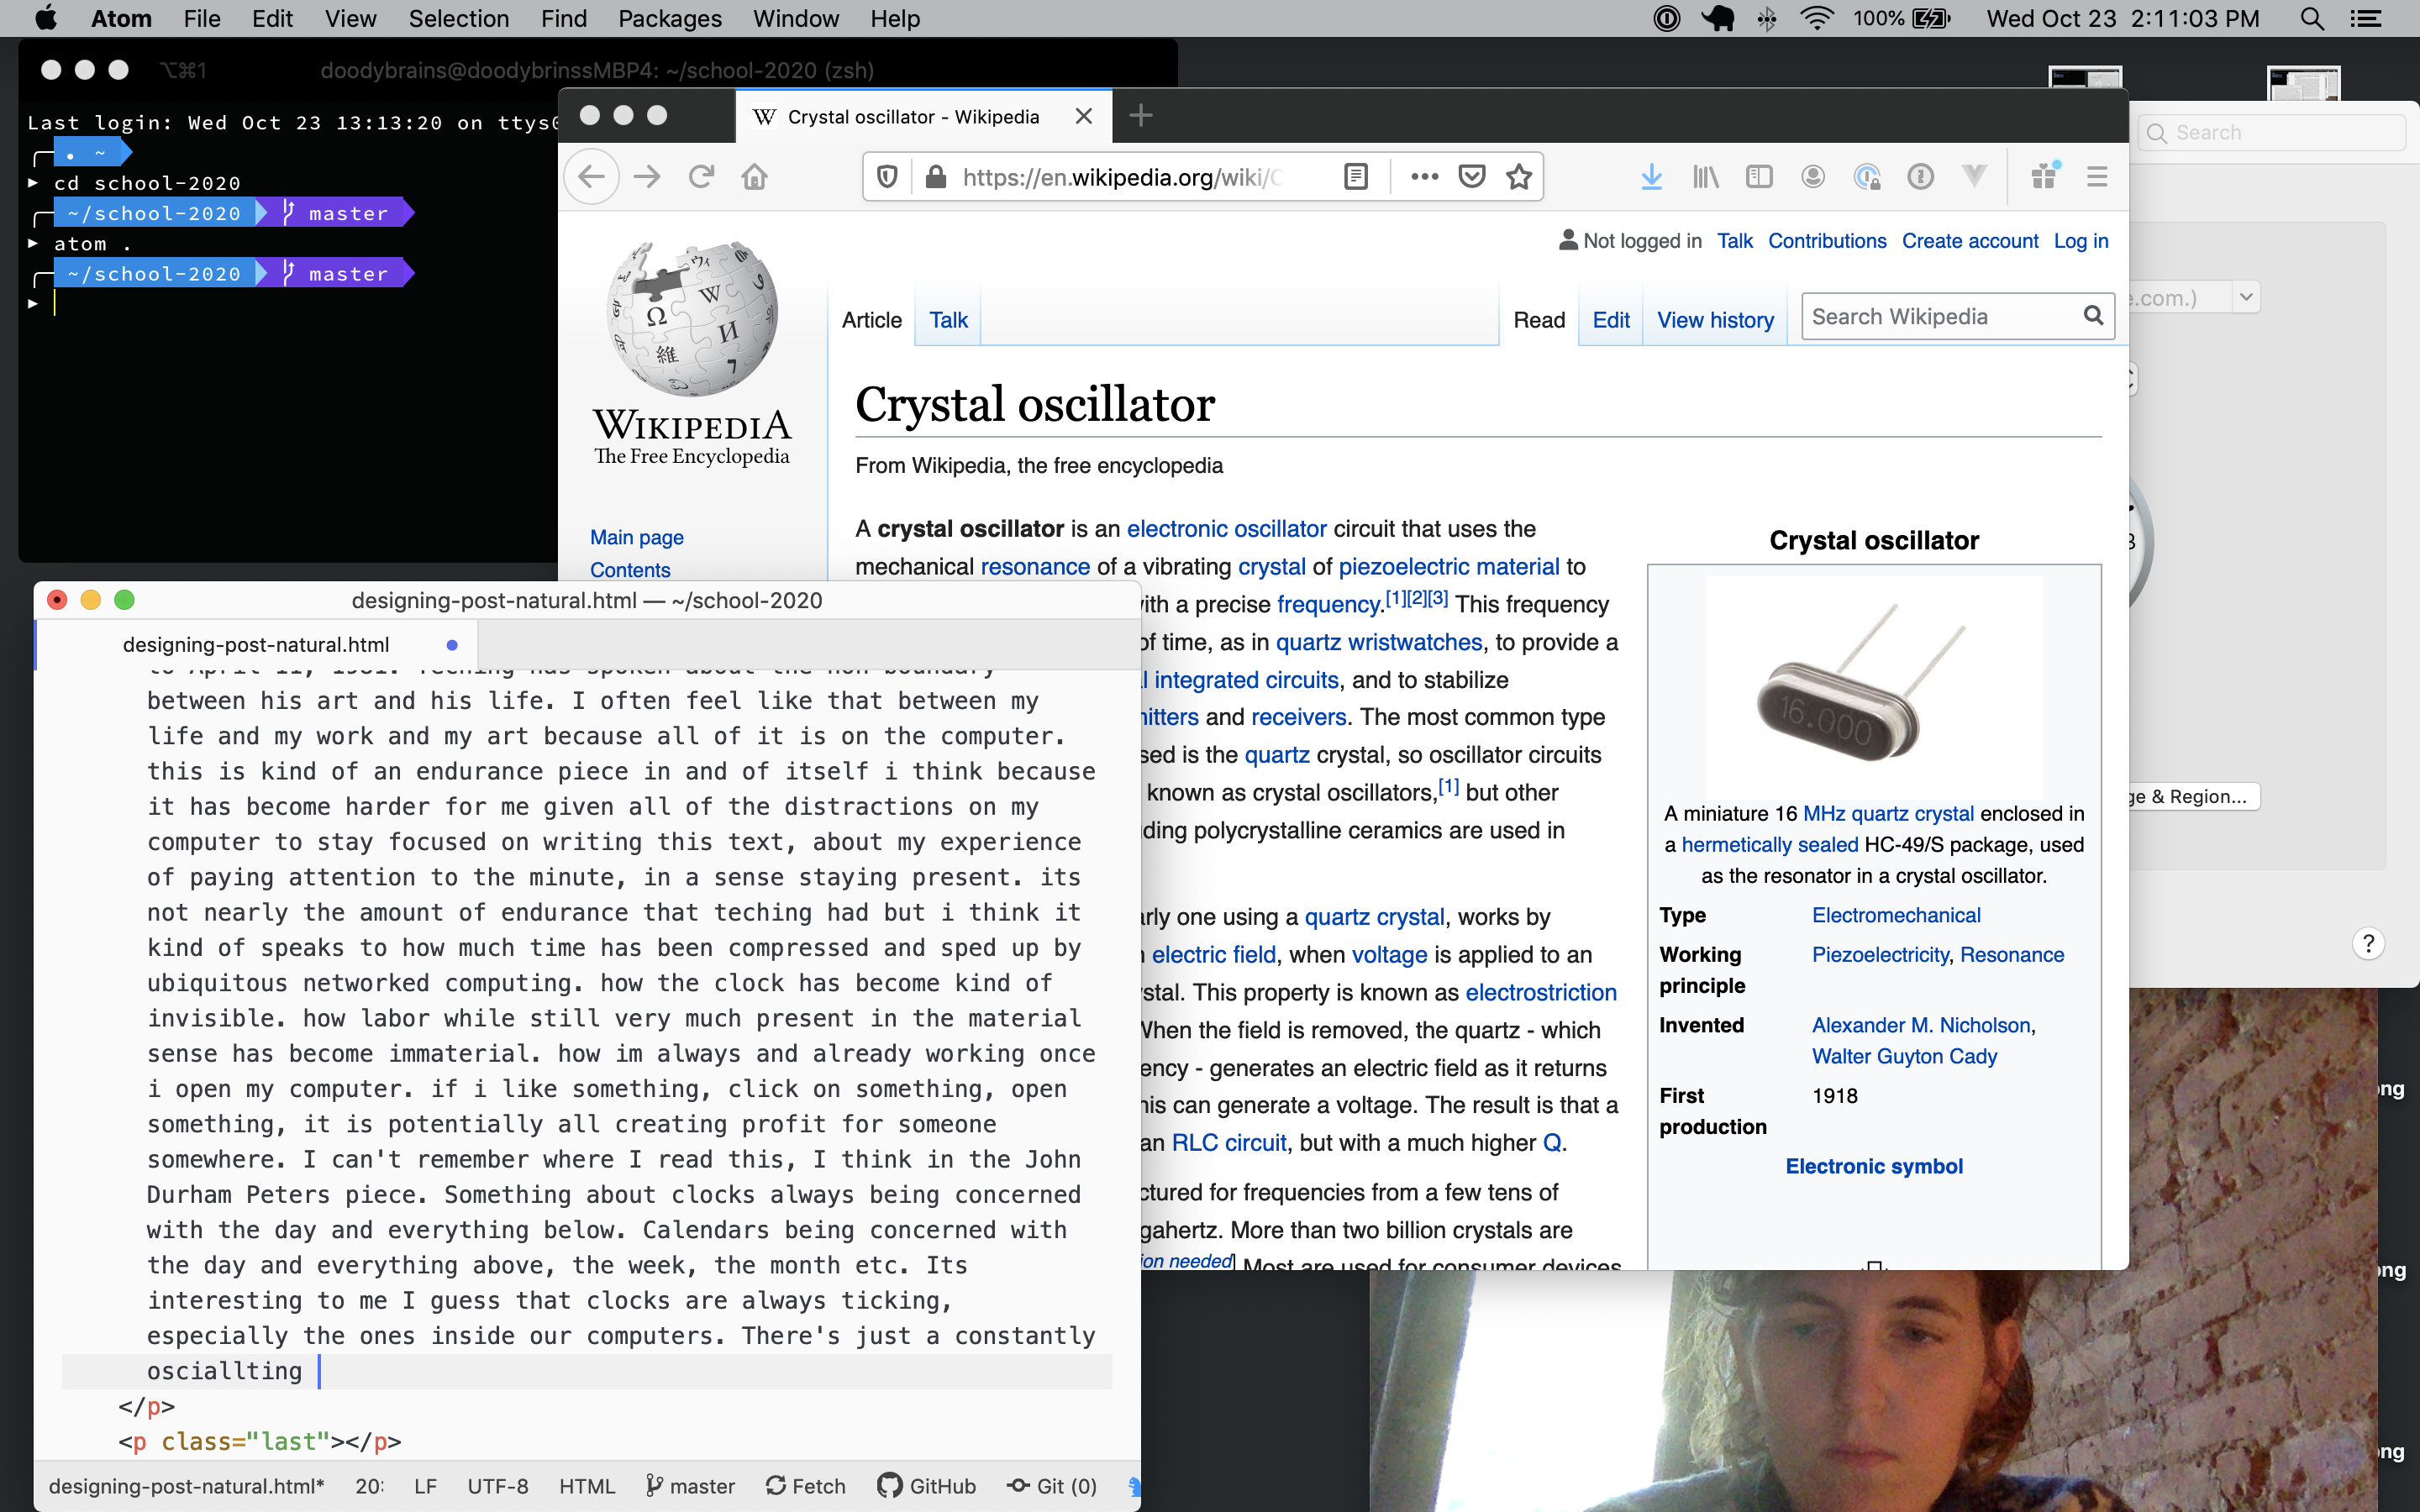 Atom File Edit View Selection Find Packages Window Help 100% Wed Oct 23 2:11:03 PM
⌥⌘1 doodybrains@doodybrinssMBP4: ~/school-2020 (zsh)
Last login: Wed Oct 23 13:13:20 on ttys0
~
cd school-2020
~/school-2020 master
atom .
~/school-2020 master
Crystal oscillator - Wikipedia
https://en.wikipedia.org/wiki/C
Search
Not logged in Talk Contributions Create account Log in
Article Talk Read Edit View history Search Wikipedia
e.com.)
WIKIPEDIA
The Free Encyclopedia
Main page
Contents
Crystal oscillator
From Wikipedia, the free encyclopedia
A crystal oscillator is an electronic oscillator circuit that uses the
mechanical resonance of a vibrating crystal of piezoelectric material to
ith a precise frequency.[1][2][3] This frequency
of time, as in quartz wristwatches, to provide a
l integrated circuits, and to stabilize
itters and receivers. The most common type
sed is the quartz crystal, so oscillator circuits
known as crystal oscillators,[1] but other
ding polycrystalline ceramics are used in
arly one using a quartz crystal, works by
electric field, when voltage is applied to an
stal. This property is known as electrostriction
When the field is removed, the quartz - which
ency - generates an electric field as it returns
his can generate a voltage. The result is that a
an RLC circuit, but with a much higher Q.
ctured for frequencies from a few tens of
gahertz. More than two billion crystals are
ion needed] Most are used for consumer devices
Crystal oscillator
16.000
A miniature 16 MHz quartz crystal enclosed in
a hermetically sealed HC-49/S package, used
as the resonator in a crystal oscillator.
Type Electromechanical
Working principle Piezoelectricity, Resonance
Invented Alexander M. Nicholson,
Walter Guyton Cady
First production 1918
Electronic symbol
ge & Region...
?
designing-post-natural.html — ~/school-2020
designing-post-natural.html
to April 11, 1981. Teching has spoken about the non boundary
between his art and his life. I often feel like that between my
life and my work and my art because all of it is on the computer.
this is kind of an endurance piece in and of itself i think because
it has become harder for me given all of the distractions on my
computer to stay focused on writing this text, about my experience
of paying attention to the minute, in a sense staying present. its
not nearly the amount of endurance that teching had but i think it
kind of speaks to how much time has been compressed and sped up by
ubiquitous networked computing. how the clock has become kind of
invisible. how labor while still very much present in the material
sense has become immaterial. how im always and already working once
i open my computer. if i like something, click on something, open
something, it is potentially all creating profit for someone
somewhere. I can't remember where I read this, I think in the John
Durham Peters piece. Something about clocks always being concerned
with the day and everything below. Calendars being concerned with
the day and everything above, the week, the month etc. Its
interesting to me I guess that clocks are always ticking,
especially the ones inside our computers. There's just a constantly
osciallting
</p>
<p class="last"></p>
designing-post-natural.html* 20: LF UTF-8 HTML master Fetch GitHub Git (0)
ng
ng
ng